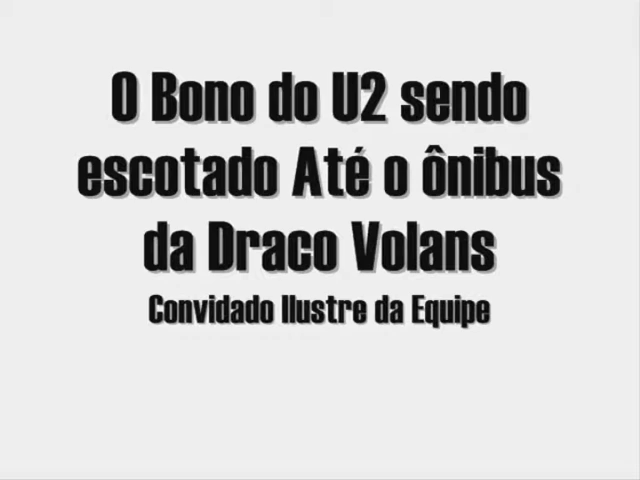 O Bono do U2 sendo
escotado Até o ônibus
da Draco Volans
Convidado Ilustre da Equipe